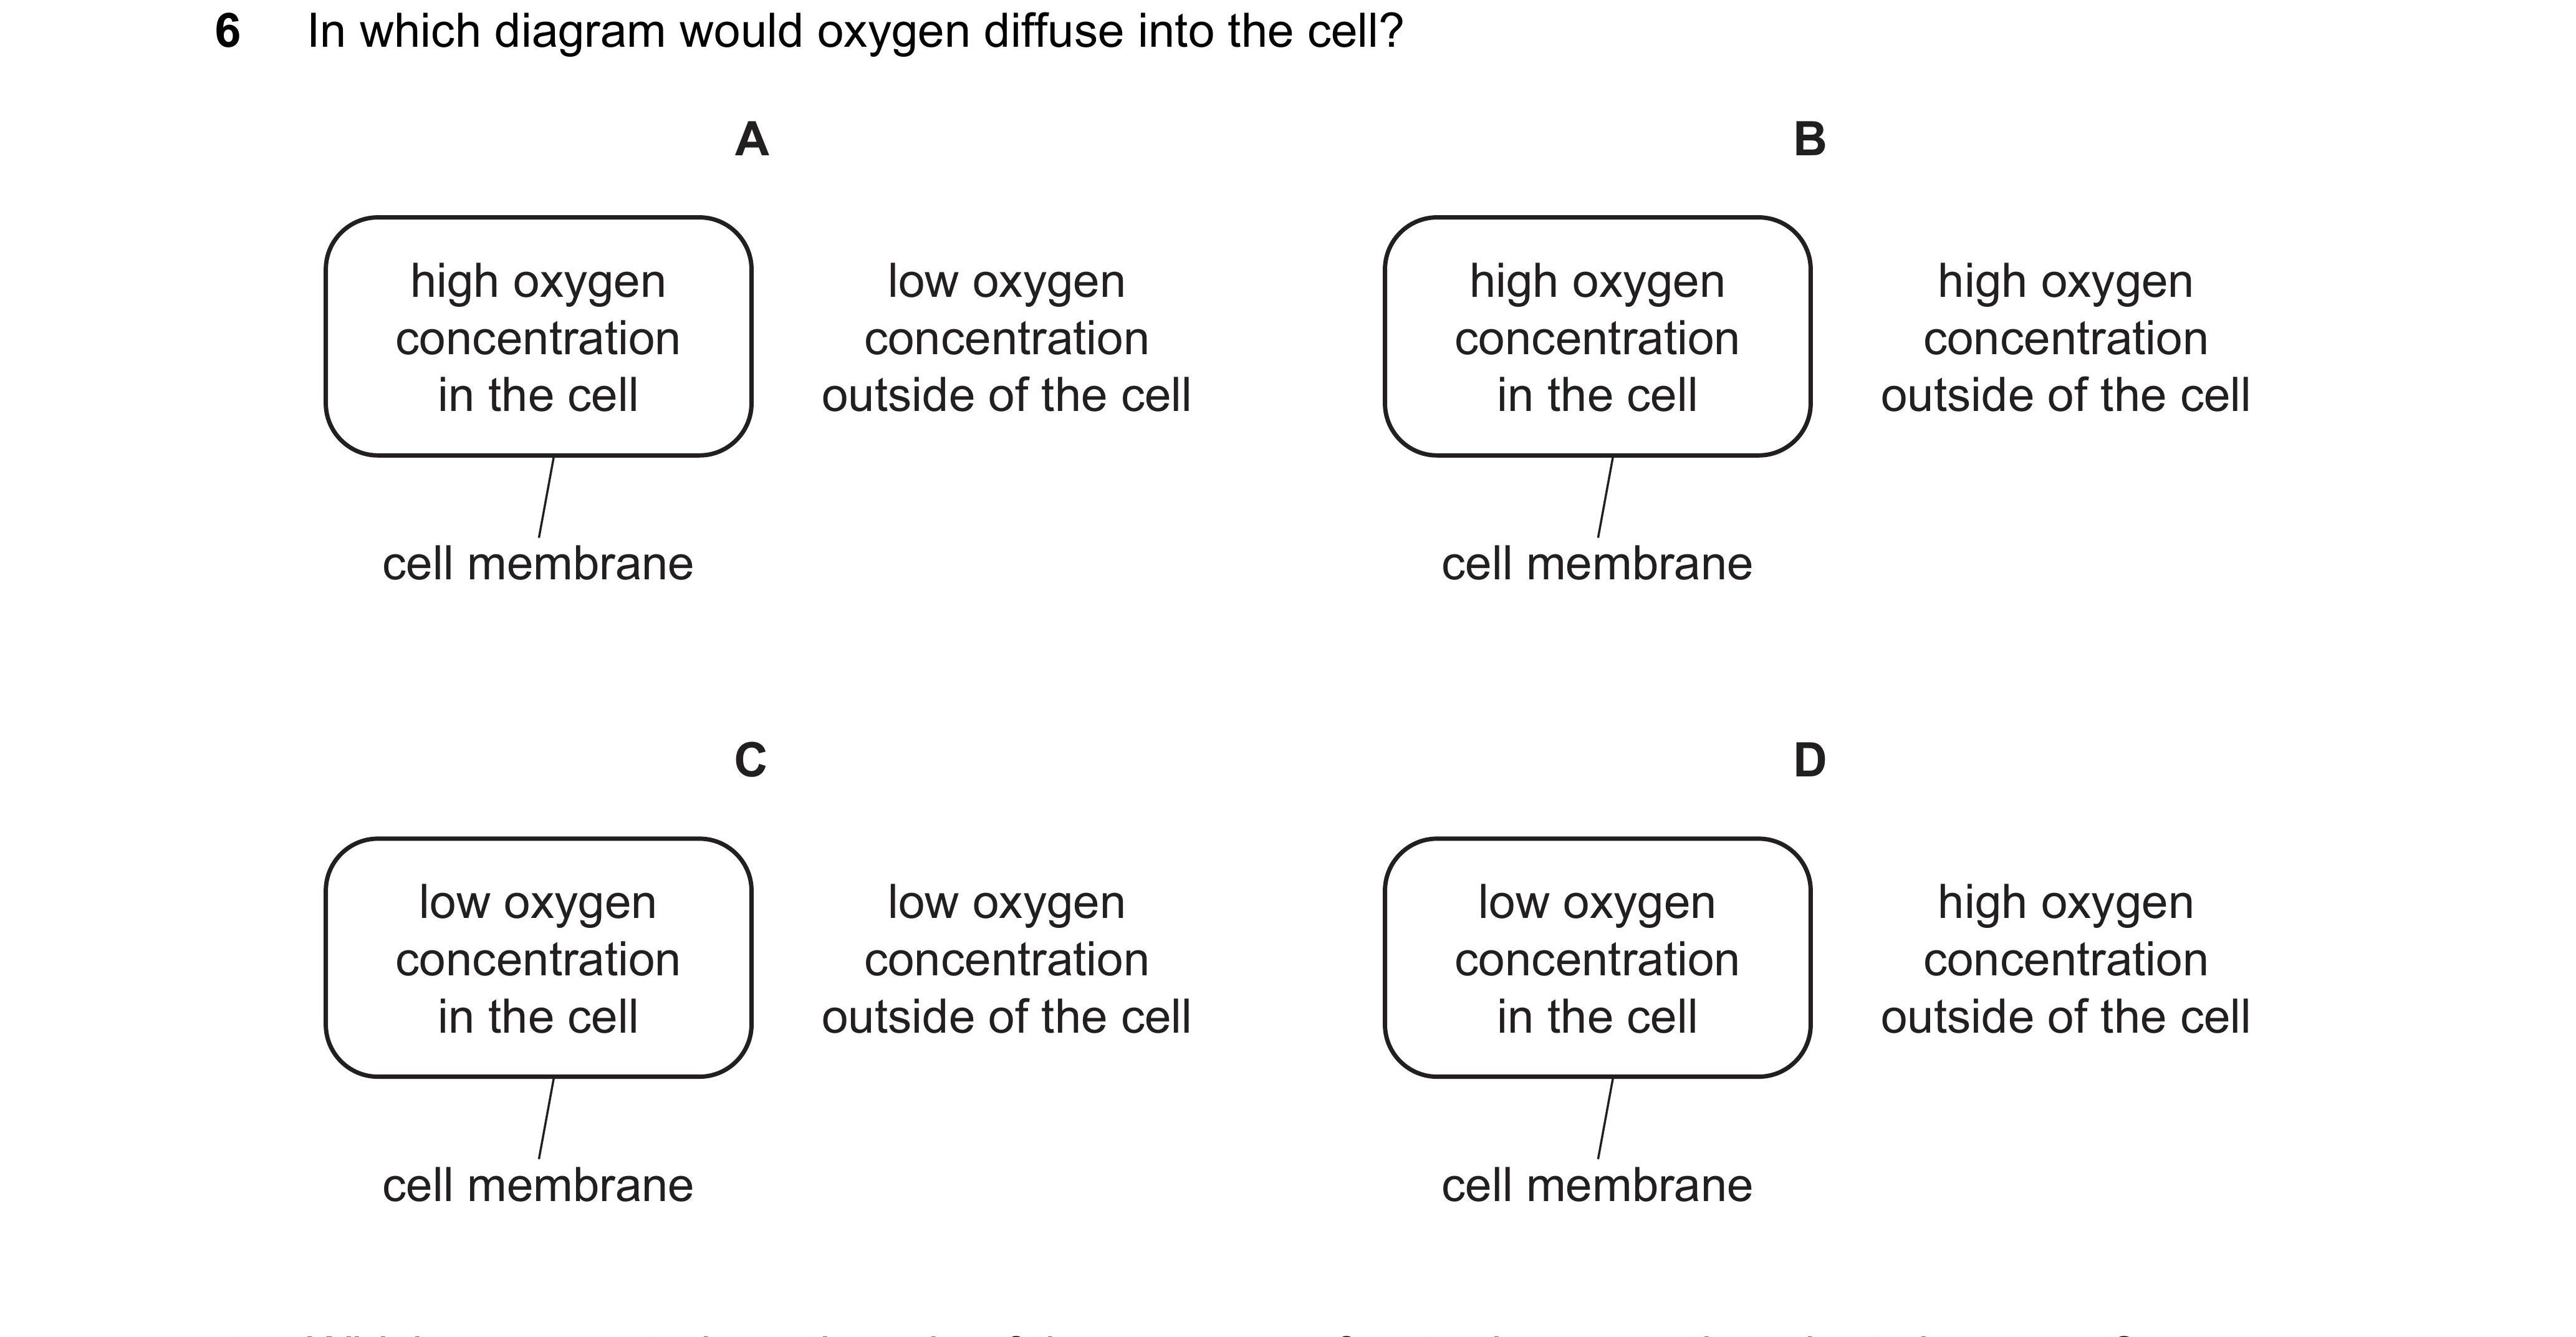 6 In which diagram would oxygen diffuse into the cell?
A
high oxygen
concentration
in the cell
low oxygen
concentration
outside of the cell
cell membrane
B
high oxygen
concentration
in the cell
high oxygen
concentration
outside of the cell
cell membrane
C
low oxygen
concentration
in the cell
low oxygen
concentration
outside of the cell
cell membrane
D
low oxygen
concentration
in the cell
high oxygen
concentration
outside of the cell
cell membrane